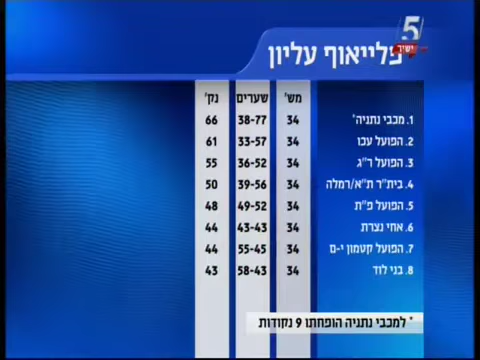 5
ישיר
פלייאוף עליון
מש' שערים נק'
1. מכבי נתניה* 34 38-77 66
2. הפועל עכו 34 33-57 61
3. הפועל ר"ג 34 36-52 55
4. בית"ר ת"א/רמלה 34 39-56 50
5. הפועל פ"ת 34 49-52 48
6. אחי נצרת 34 43-43 44
7. הפועל קטמון י-ם 34 55-45 44
8. בני לוד 34 58-43 43
* למכבי נתניה הופחתו 9 נקודות